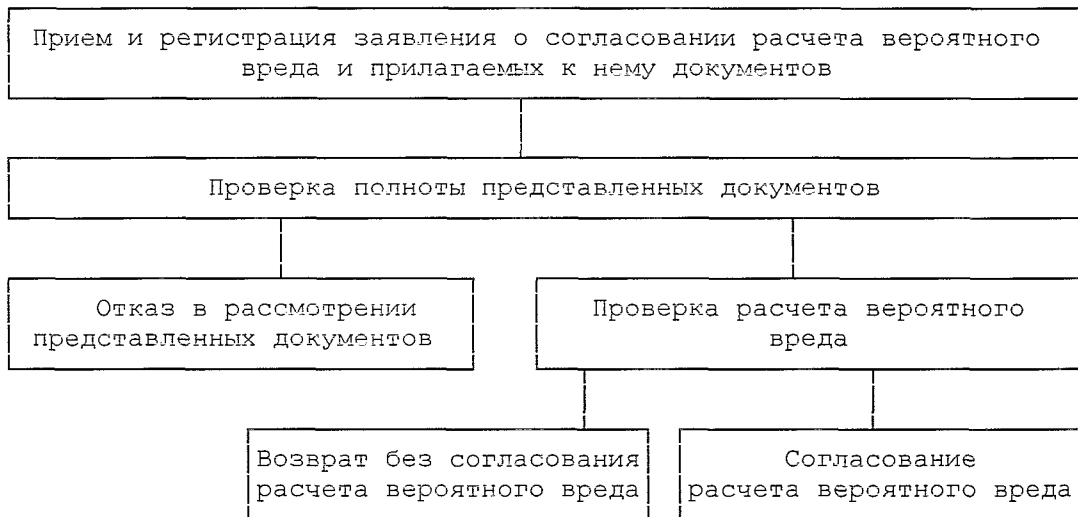 Прием и регистрация заявления о согласовании расчета вероятного
вреда и прилагаемых к нему документов
Проверка полноты представленных документов
Отказ в рассмотрении
представленных документов
Проверка расчета вероятного
вреда
Возврат без согласования
расчета вероятного вреда
Согласование
расчета вероятного вреда